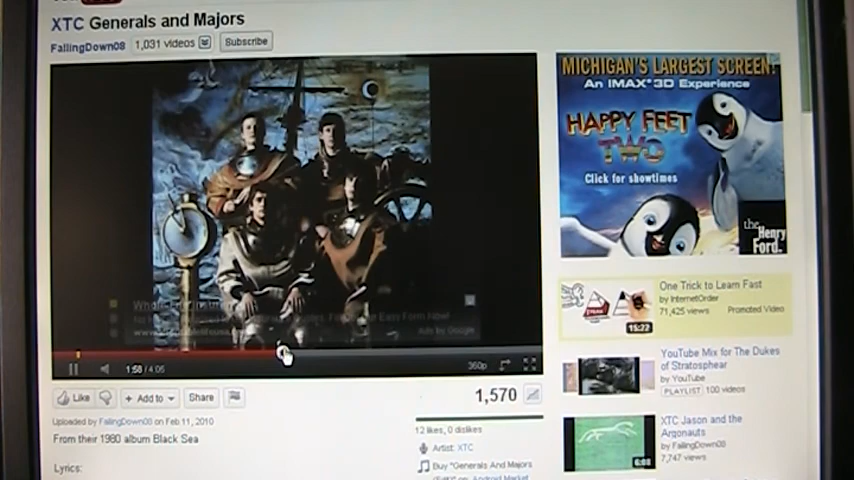 XTC Generals and Majors
FallingDown08 1,031 videos Subscribe
MICHIGAN'S LARGEST SCREEN!
An IMAX 3D Experience
HAPPY FEET
TWO
Click for showtimes
the Henry Ford
One Trick to Learn Fast
by InternetOrder
71,425 views Promoted Video
15:22
Ads by Google
1:58 / 4:06 360p
YouTube Mix for The Dukes
of Stratosphear
by YouTube
PLAYLIST 100 videos
Like + Add to Share 1,570
Uploaded by FallingDown08 on Feb 11, 2010
From their 1980 album Black Sea
Lyrics:
12 likes, 0 dislikes
Artist: XTC
Buy "Generals And Majors
on: Android Market
XTC Jason and the
Argonauts
by FallingDown08
7,747 views
6:08